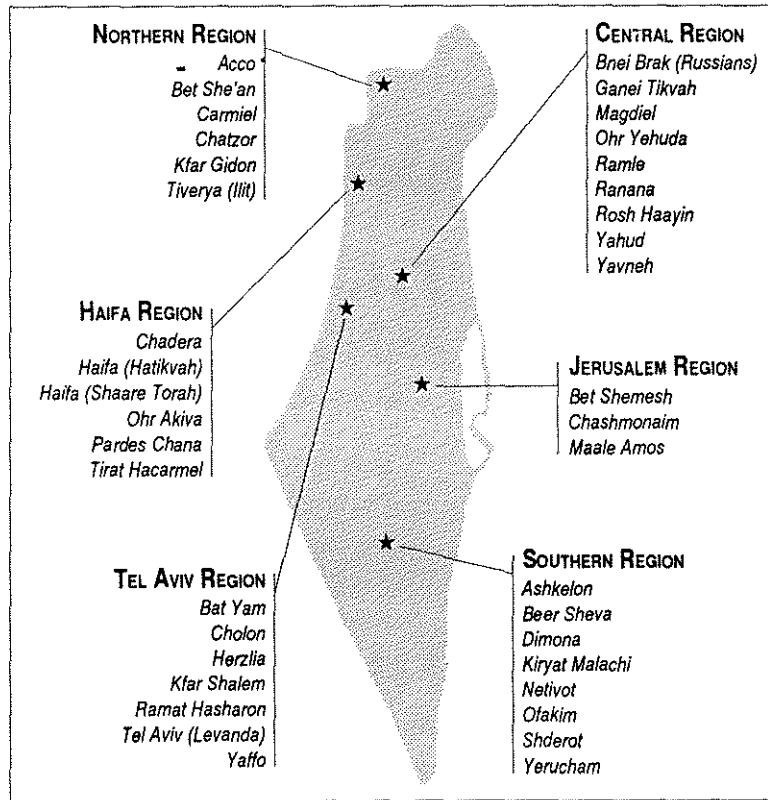 NORTHERN REGION
Acco
Bet She'an
Carmiel
Chatzor
Kfar Gidon
Tiverya (Ilit)
CENTRAL REGION
Bnei Brak (Russians)
Ganei Tikvah
Magdiel
Ohr Yehuda
Ramle
Ranana
Rosh Haayin
Yahud
Yavneh
HAIFA REGION
Chadera
Haifa (Hatikvah)
Haifa (Shaare Torah)
Ohr Akiva
Pardes Chana
Tirat Hacarmel
JERUSALEM REGION
Bet Shemesh
Chashmonaim
Maale Amos
TEL AVIV REGION
Bat Yam
Cholon
Herzlia
Kfar Shalem
Ramat Hasharon
Tel Aviv (Levanda)
Yaffo
SOUTHERN REGION
Ashkelon
Beer Sheva
Dimona
Kiryat Malachi
Netivot
Ofakim
Shderot
Yerucham